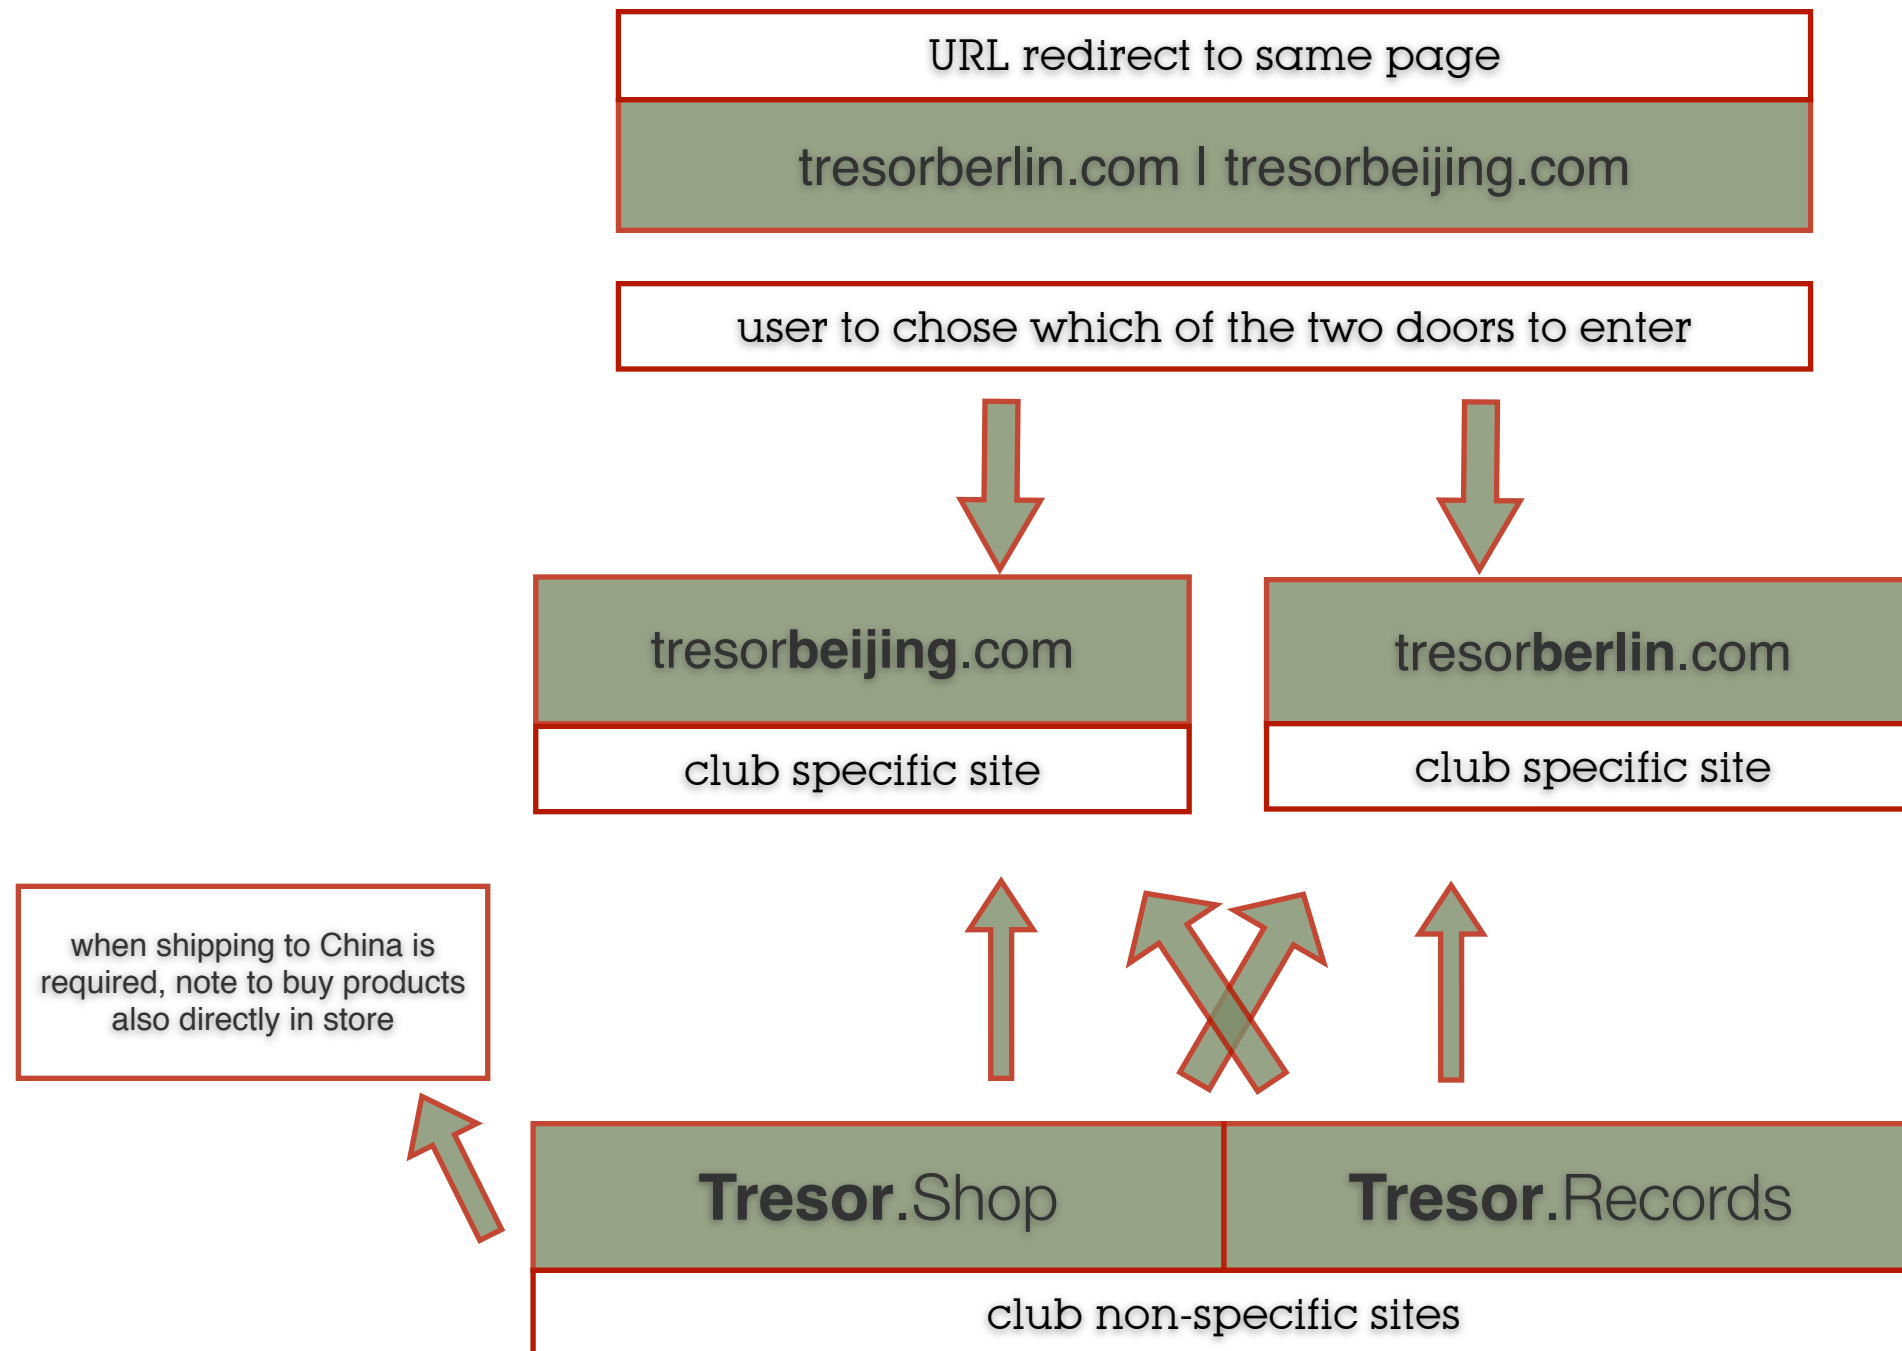 URL redirect to same page
tresorberlin.com | tresorbeijing.com
user to chose which of the two doors to enter
tresorbeijing.com
tresorberlin.com
club specific site
club specific site
when shipping to China is
required, note to buy products
also directly in store
Tresor.Shop
Tresor.Records
club non-specific sites